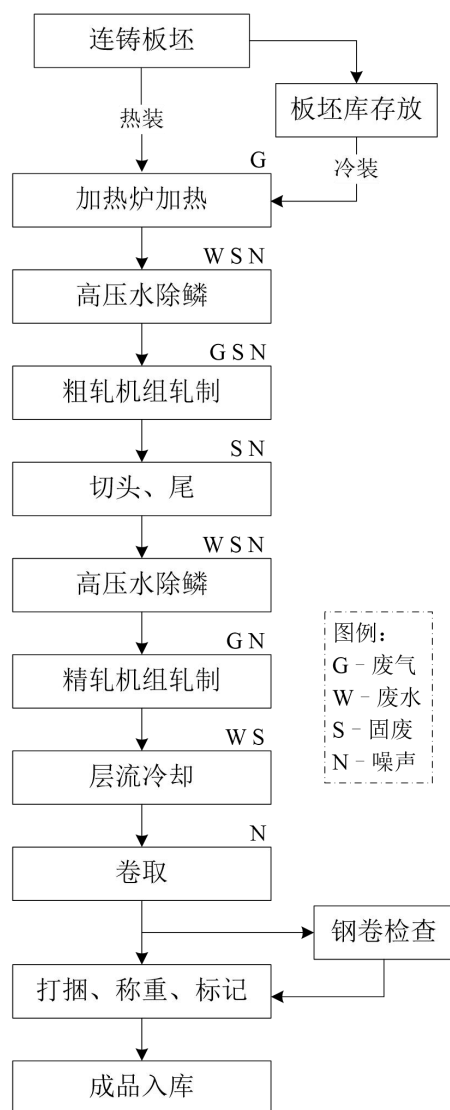 连铸板坯
板坯库存放
热装
冷装
G
加热炉加热
W S N
高压水除鳞
G S N
粗轧机组轧制
S N
切头、尾
W S N
高压水除鳞
G N
精轧机组轧制
W S
层流冷却
N
卷取
钢卷检查
打捆、称重、标记
成品入库
图例：
G - 废气
W - 废水
S - 固废
N - 噪声